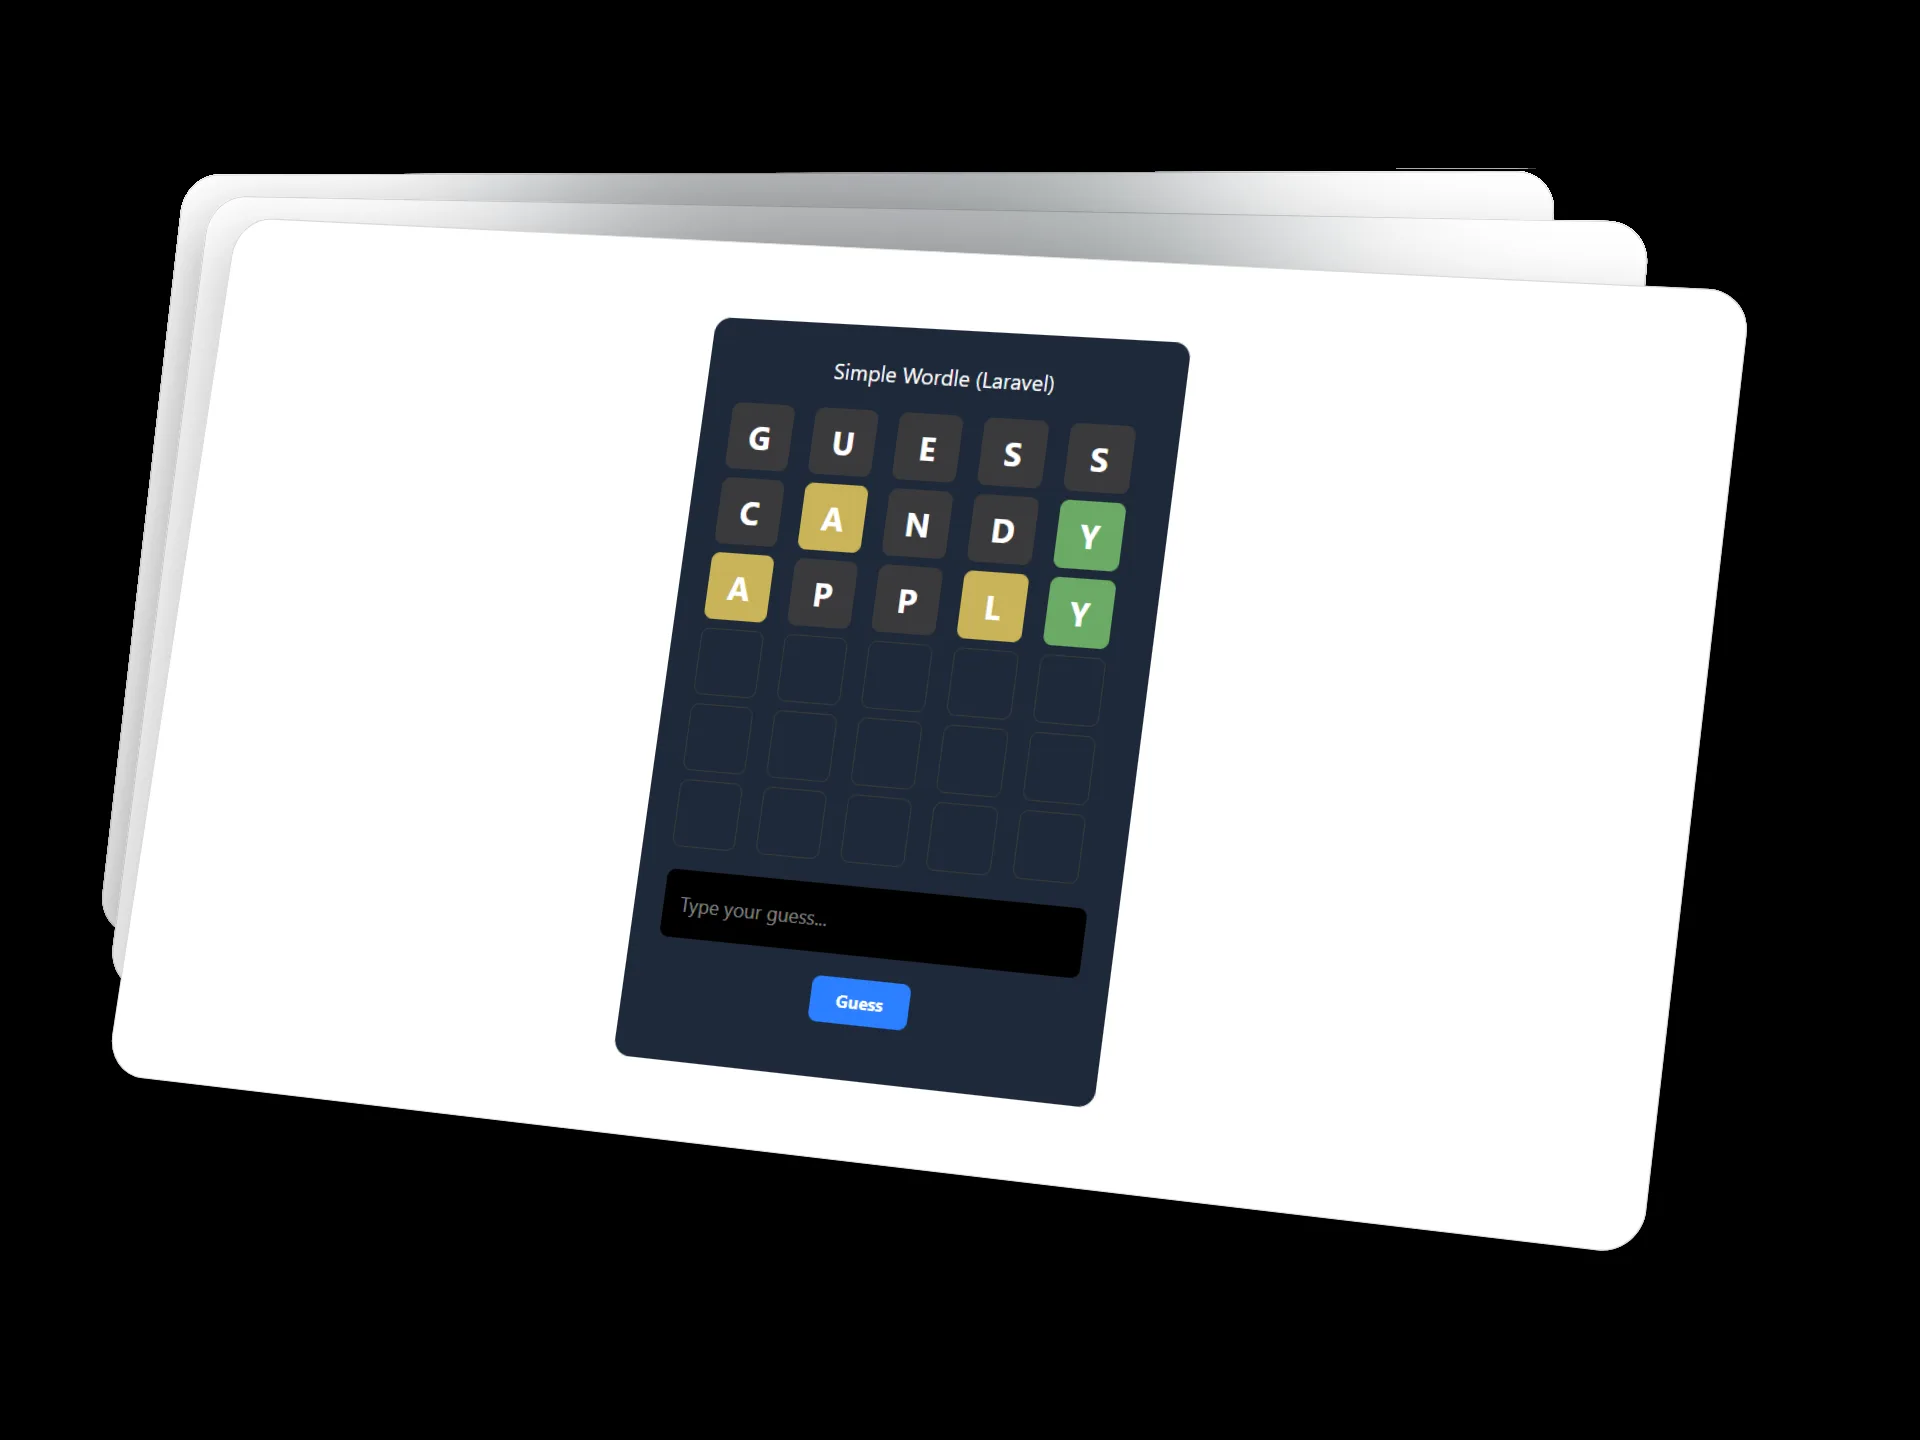 Simple Wordle (Laravel)
G U E S S
C A N D Y
A P P L Y
Type your guess...
Guess